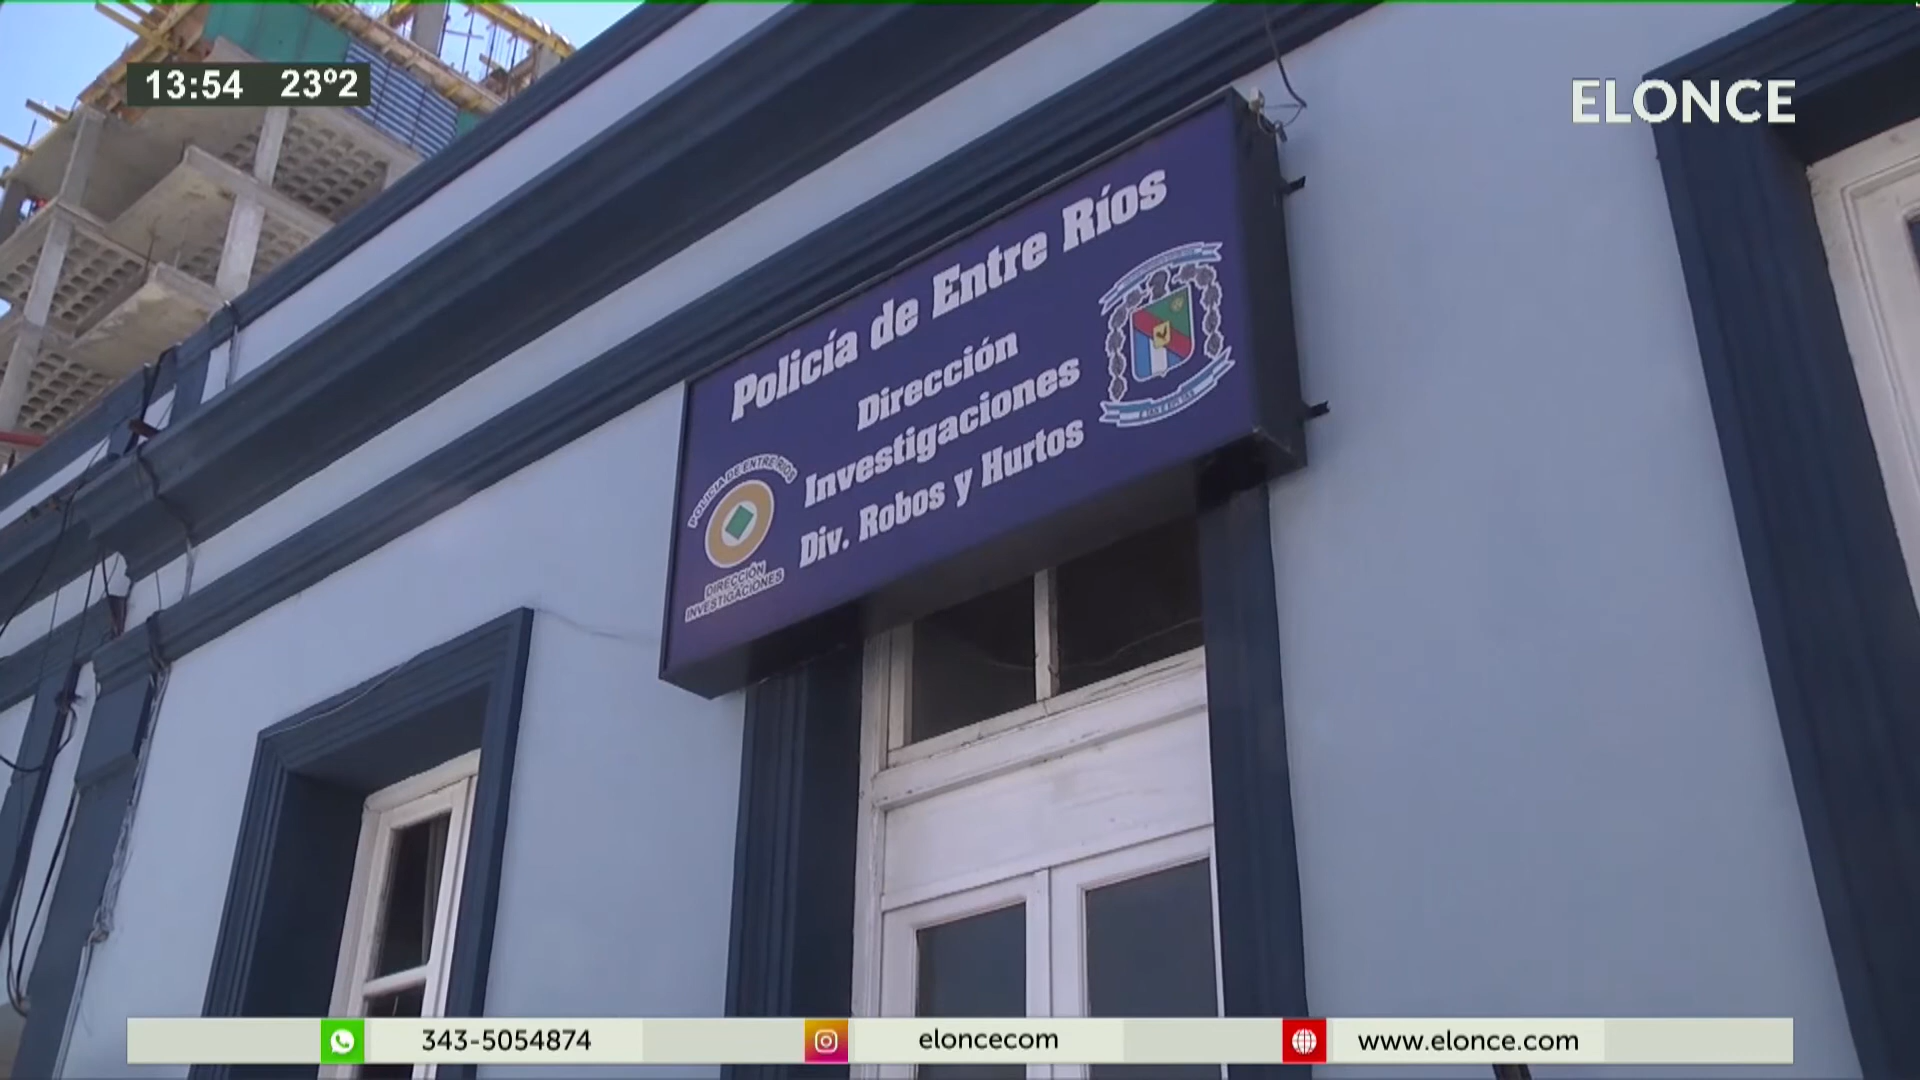 13:54 23º2
ELONCE
Policía de Entre Ríos
Dirección
Investigaciones
Div. Robos y Hurtos
POLICIA DE ENTRE RIOS
DIRECCIÓN
INVESTIGACIONES
343-5054874
eloncecom
www.elonce.com